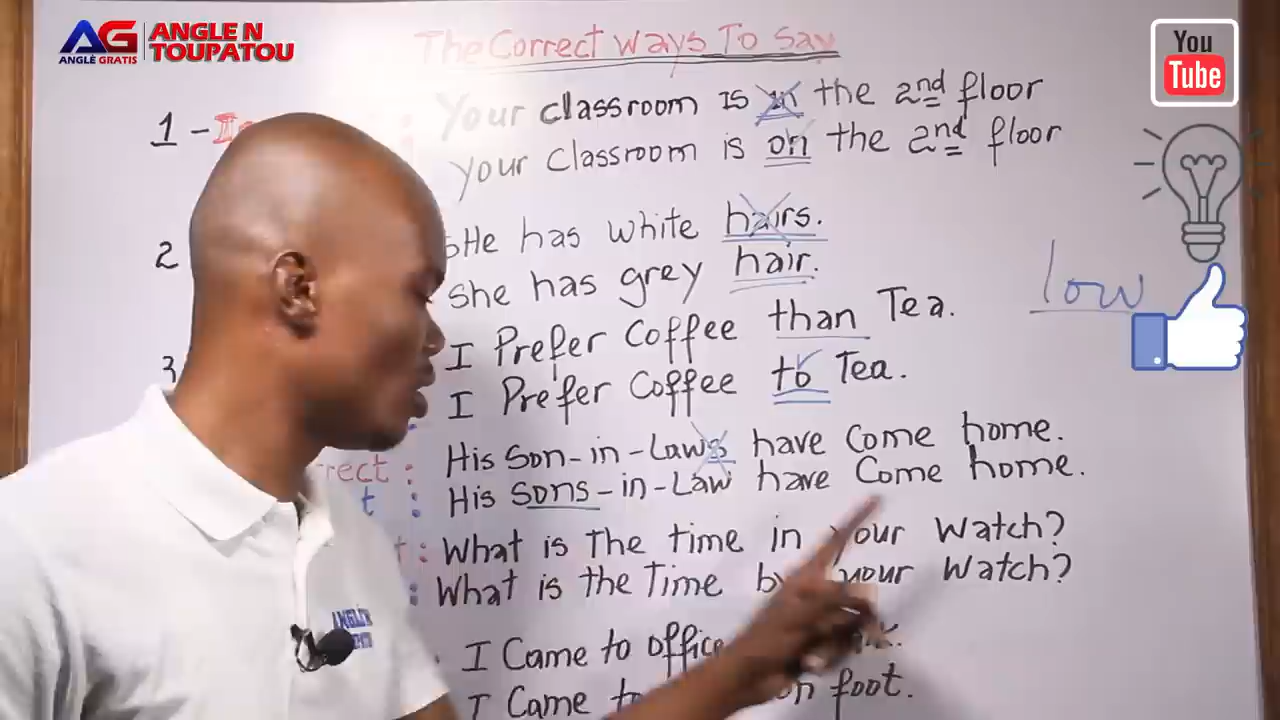 AG ANGLE N
ANGLÈ GRATIS TOUPATOU
The Correct Ways To Say
You
Tube
1 - Your classroom IS in the 2nd floor
your classroom is on the 2nd floor
2 She has white hairs.
She has grey hair.
low
3 I Prefer Coffee than Tea.
I Prefer Coffee to Tea.
rect : His Son-in-Laws have Come home.
t : His Sons-in-Law have Come home.
t : What is The time in your Watch?
: What is the Time by your Watch?
I Came to office
I Came to on foot.